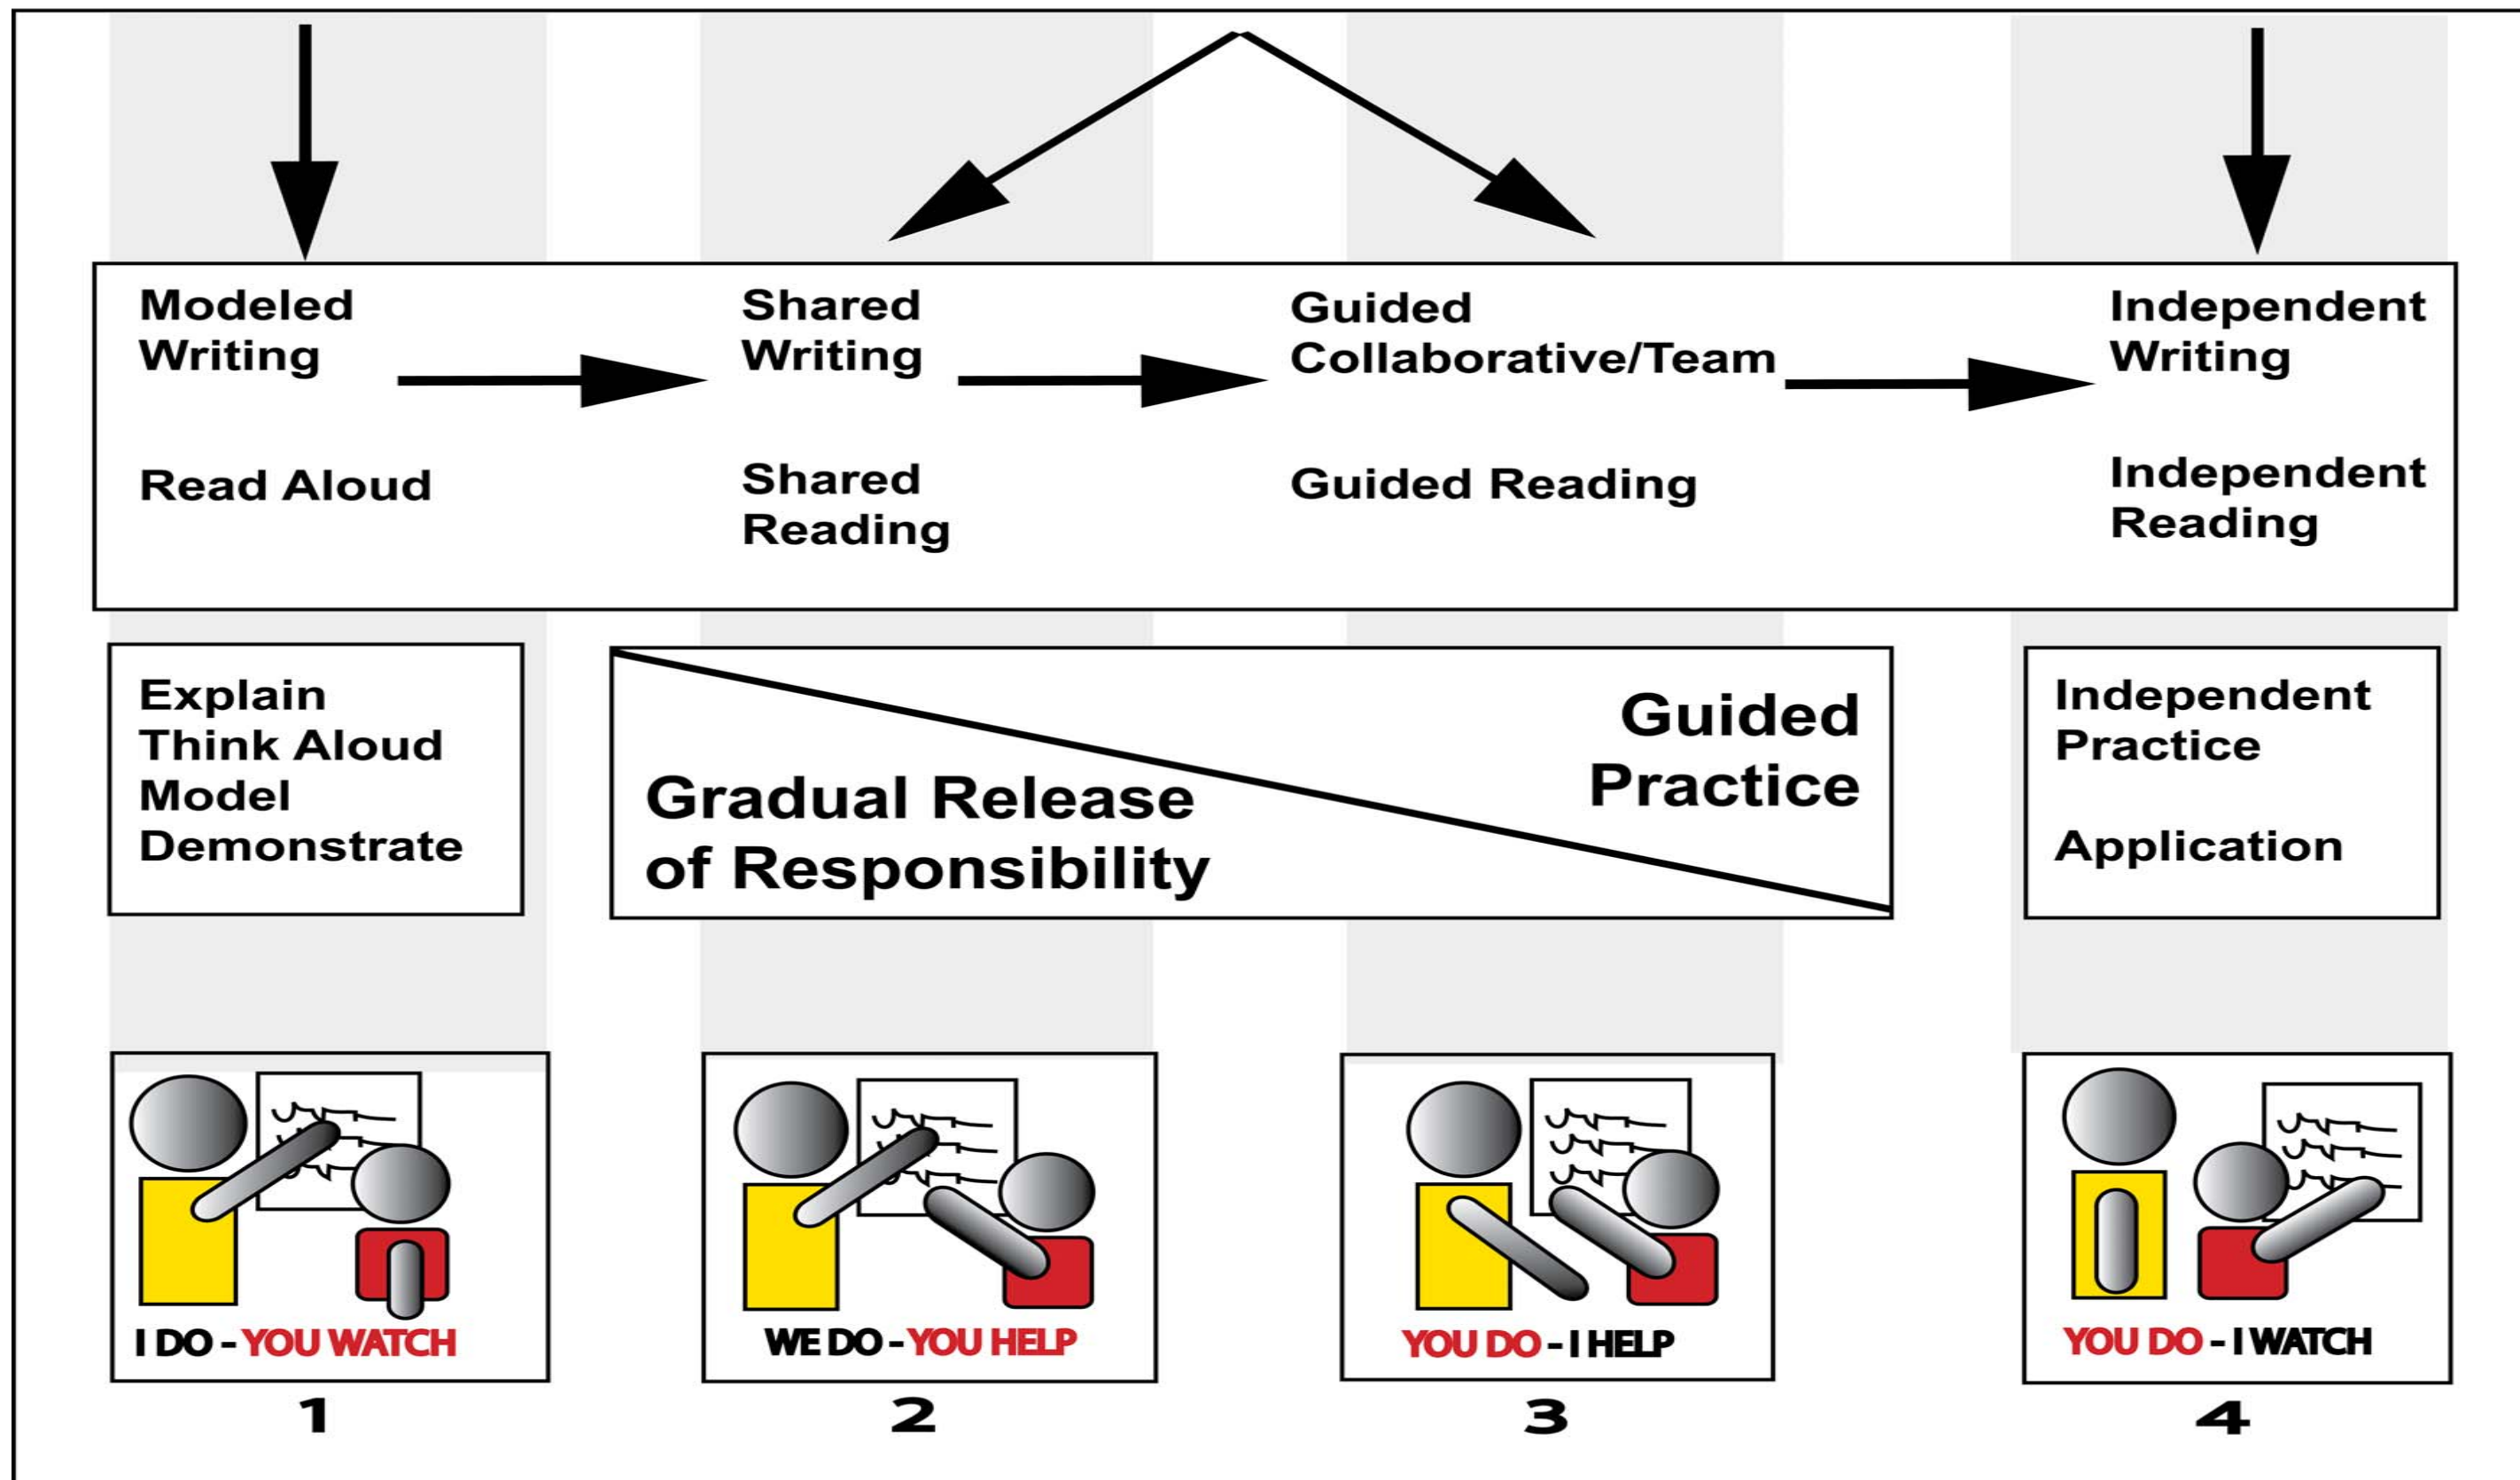 Modeled
Writing
Shared
Writing
Guided
Collaborative/Team
Independent
Writing
Read Aloud
Shared
Reading
Guided Reading
Independent
Reading
Explain
Think Aloud
Model
Demonstrate
Gradual Release
of Responsibility
Guided
Practice
Independent
Practice
Application
I DO - YOU WATCH
WE DO - YOU HELP
YOU DO - I HELP
YOU DO - I WATCH
1
2
3
4